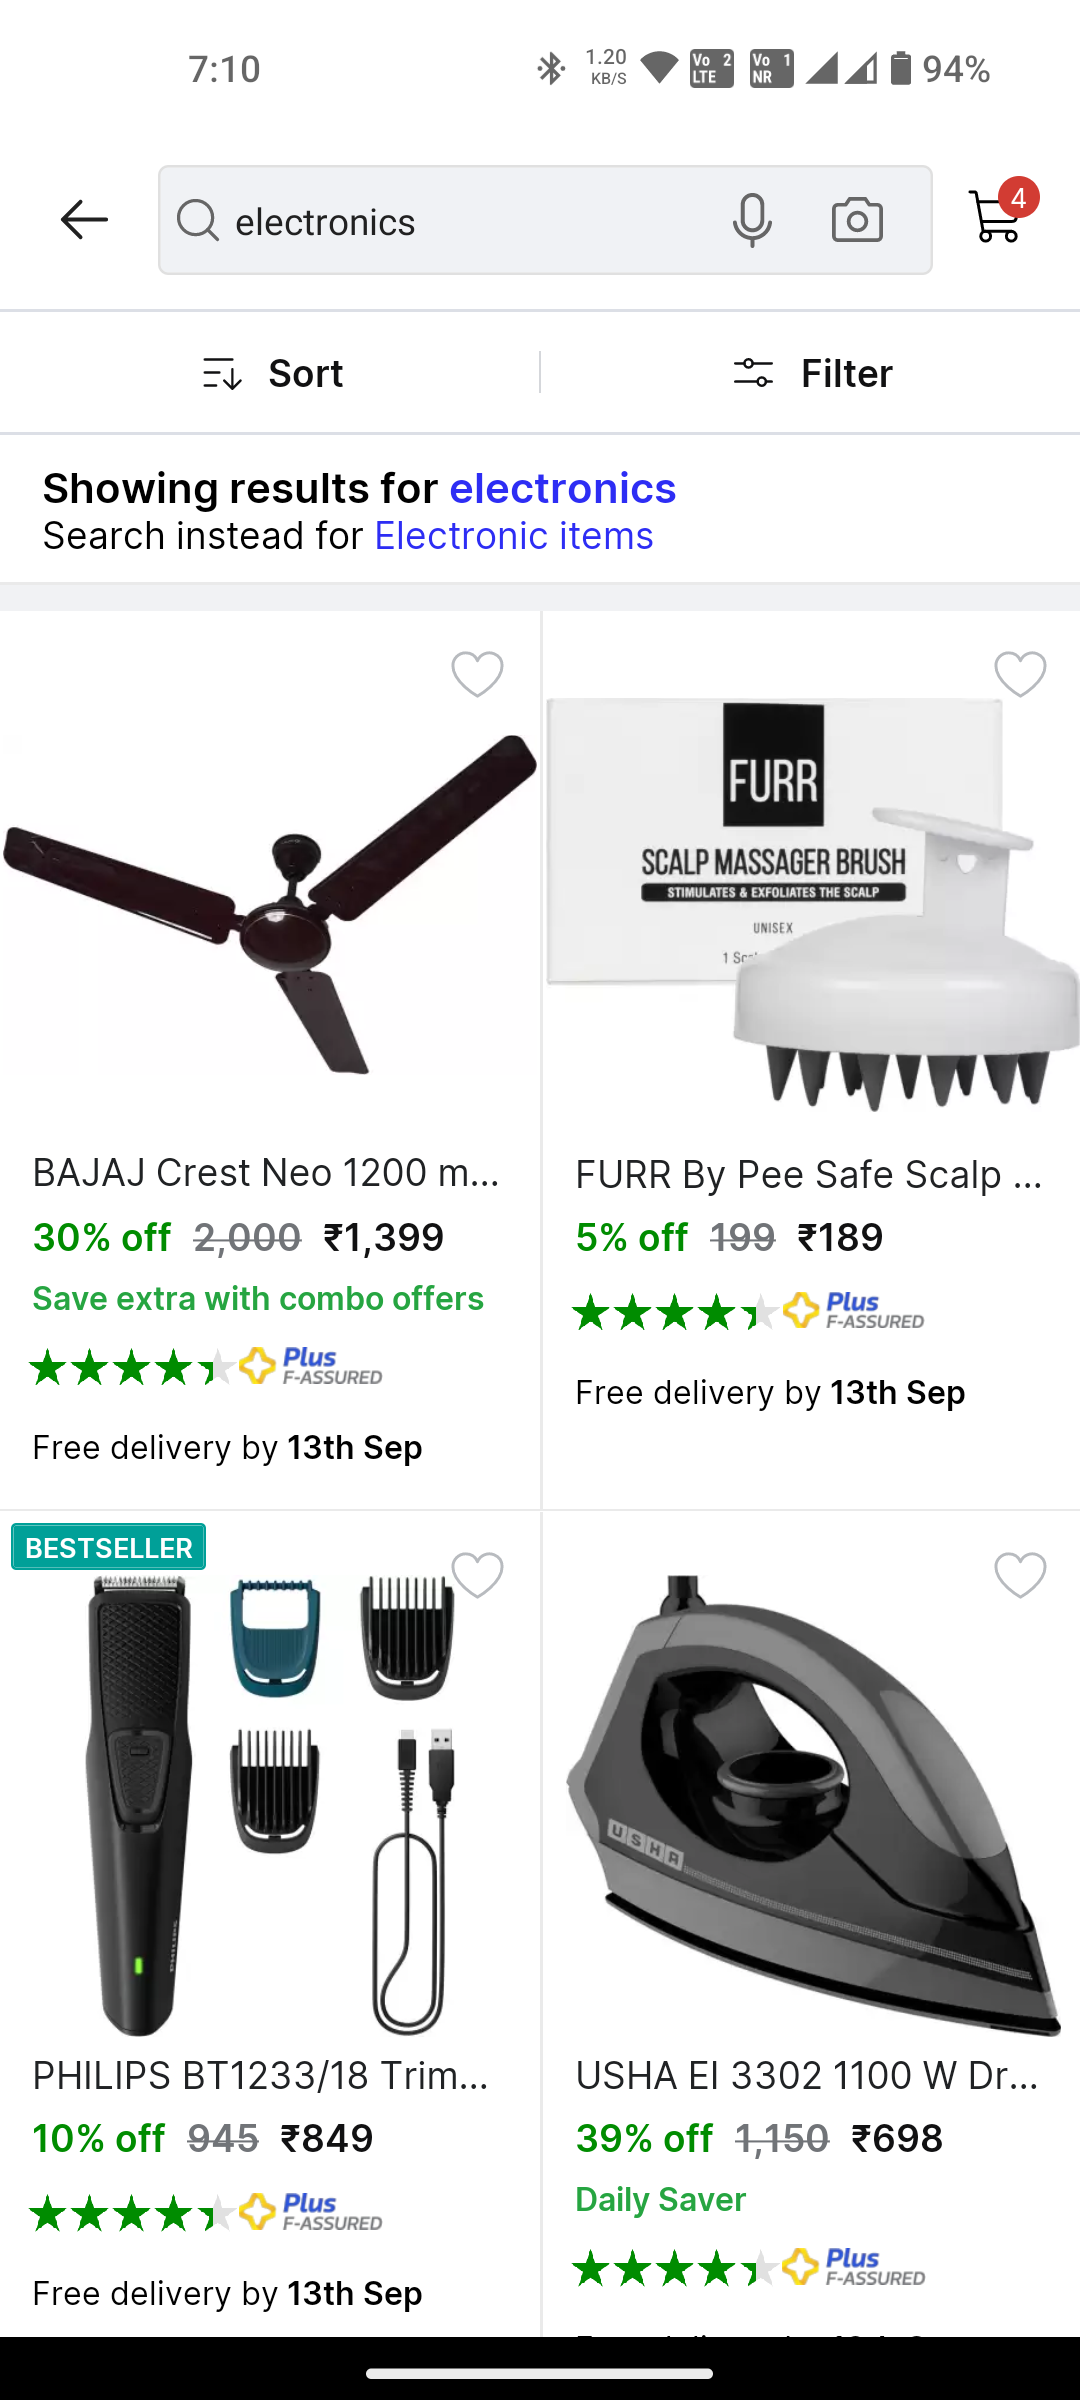 7:10
1.20
KB/S
Vo 2
LTE
Vo 1
NR
94%
electronics
4
Sort
Filter
Showing results for electronics
Search instead for Electronic items
FURR
SCALP MASSAGER BRUSH
STIMULATES & EXFOLIATES THE SCALP
UNISEX
BAJAJ Crest Neo 1200 m...
30% off 2,000 ₹1,399
Save extra with combo offers
Plus
F-ASSURED
Free delivery by 13th Sep
FURR By Pee Safe Scalp ...
5% off 199 ₹189
Plus
F-ASSURED
Free delivery by 13th Sep
BESTSELLER
PHILIPS
USHA
PHILIPS BT1233/18 Trim...
10% off 945 ₹849
Plus
F-ASSURED
Free delivery by 13th Sep
USHA EI 3302 1100 W Dr...
39% off 1,150 ₹698
Daily Saver
Plus
F-ASSURED